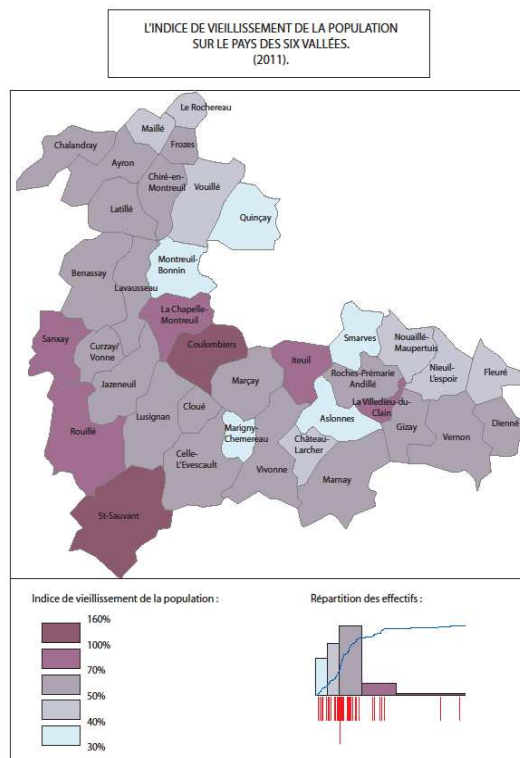 L'INDICE DE VIEILLISSEMENT DE LA POPULATION
SUR LE PAYS DES SIX VALLÉES.
(2011).
Le Rochereau
Maillé
Chalandray
Frozes
Ayron
Chiré-en-
Montreuil
Vouillé
Latillé
Quinçay
Montreuil-
Bonnin
Benassay
Lavausseau
La Chapelle-
Montreuil
Sanxay
Coulombiers
Curzay/
Vonne
Smarves
Nouaillé-
Maupertuis
Iteuil
Nieuil-
L'espoir
Fleuré
Roches-Prémarie
Andillé
Marçay
Jazeneuil
La Villedieu-du-
Clain
Cloué
Lusignan
Aslonnes
Dienné
Rouillé
Marigny-
Chemereau
Gizay
Vernon
Château-
Larcher
Celle-
L'Evescault
Vivonne
Marnay
St-Sauvant
Indice de vieillissement de la population :
Répartition des effectifs :
160%
100%
70%
50%
40%
30%